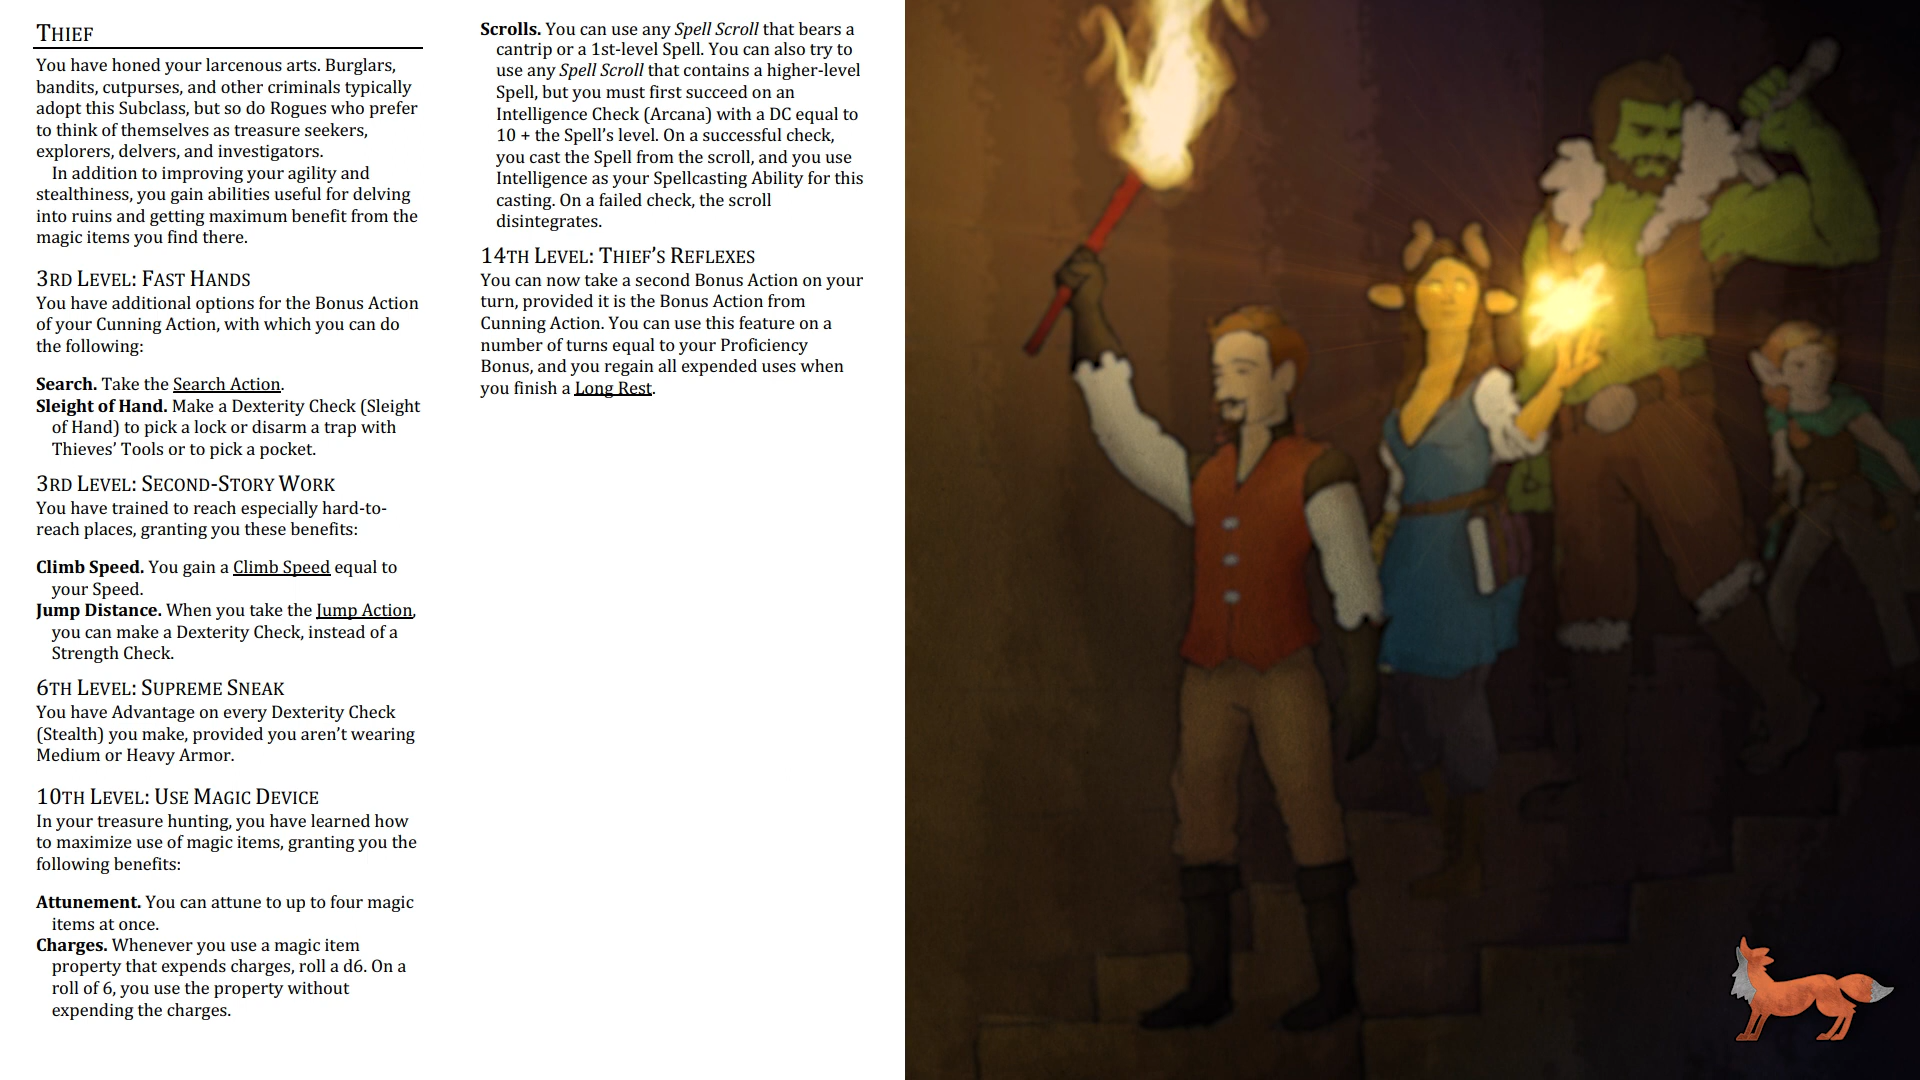 THIEF
You have honed your larcenous arts. Burglars,
bandits, cutpurses, and other criminals typically
adopt this Subclass, but so do Rogues who prefer
to think of themselves as treasure seekers,
explorers, delvers, and investigators.
In addition to improving your agility and
stealthiness, you gain abilities useful for delving
into ruins and getting maximum benefit from the
magic items you find there.
3RD LEVEL: FAST HANDS
You have additional options for the Bonus Action
of your Cunning Action, with which you can do
the following:
Search. Take the Search Action.
Sleight of Hand. Make a Dexterity Check (Sleight
of Hand) to pick a lock or disarm a trap with
Thieves’ Tools or to pick a pocket.
3RD LEVEL: SECOND-STORY WORK
You have trained to reach especially hard-to-
reach places, granting you these benefits:
Climb Speed. You gain a Climb Speed equal to
your Speed.
Jump Distance. When you take the Jump Action,
you can make a Dexterity Check, instead of a
Strength Check.
6TH LEVEL: SUPREME SNEAK
You have Advantage on every Dexterity Check
(Stealth) you make, provided you aren’t wearing
Medium or Heavy Armor.
10TH LEVEL: USE MAGIC DEVICE
In your treasure hunting, you have learned how
to maximize use of magic items, granting you the
following benefits:
Attunement. You can attune to up to four magic
items at once.
Charges. Whenever you use a magic item
property that expends charges, roll a d6. On a
roll of 6, you use the property without
expending the charges.
Scrolls. You can use any Spell Scroll that bears a
cantrip or a 1st-level Spell. You can also try to
use any Spell Scroll that contains a higher-level
Spell, but you must first succeed on an
Intelligence Check (Arcana) with a DC equal to
10 + the Spell’s level. On a successful check,
you cast the Spell from the scroll, and you use
Intelligence as your Spellcasting Ability for this
casting. On a failed check, the scroll
disintegrates.
14TH LEVEL: THIEF’S REFLEXES
You can now take a second Bonus Action on your
turn, provided it is the Bonus Action from
Cunning Action. You can use this feature on a
number of turns equal to your Proficiency
Bonus, and you regain all expended uses when
you finish a Long Rest.